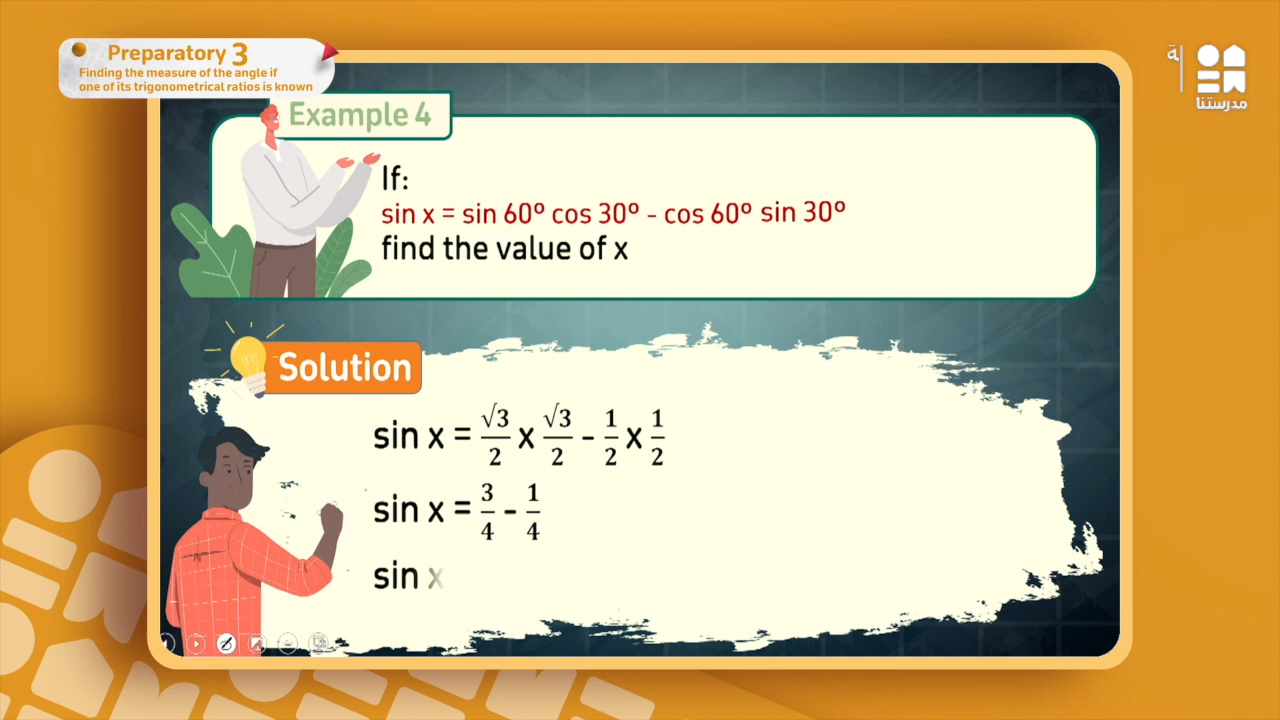 Preparatory 3
Finding the measure of the angle if
one of its trigonometrical ratios is known
ة
مدرستنا
Example 4
If:
sin x = sin 60º cos 30º - cos 60º sin 30º
find the value of x
Solution
sin x = √3/2 x √3/2 - 1/2 x 1/2
sin x = 3/4 - 1/4
sin x